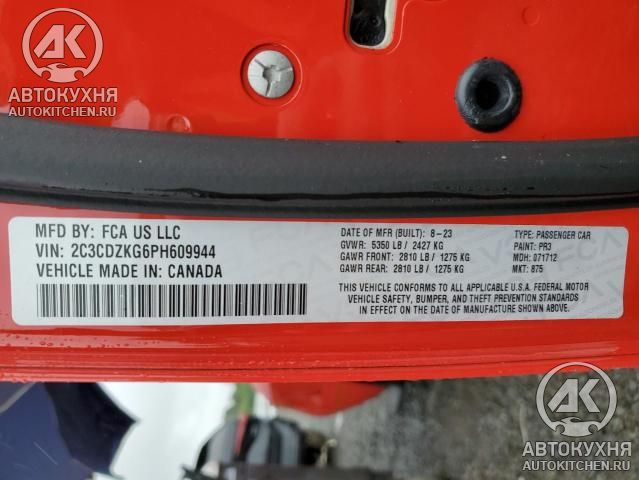 АК
АВТОКУХНЯ
AUTOKITCHEN.RU
MFD BY: FCA US LLC
VIN: 2C3CDZKG6PH609944
VEHICLE MADE IN: CANADA
DATE OF MFR (BUILT): 8-23
GVWR: 5350 LB / 2427 KG
GAWR FRONT: 2810 LB / 1275 KG
GAWR REAR: 2810 LB / 1275 KG
TYPE: PASSENGER CAR
PAINT: PR3
MDH: 071712
MKT: 875
THIS VEHICLE CONFORMS TO ALL APPLICABLE U.S.A. FEDERAL MOTOR
VEHICLE SAFETY, BUMPER, AND THEFT PREVENTION STANDARDS
IN EFFECT ON THE DATE OF MANUFACTURE SHOWN ABOVE.
АК
АВТОКУХНЯ
AUTOKITCHEN.RU